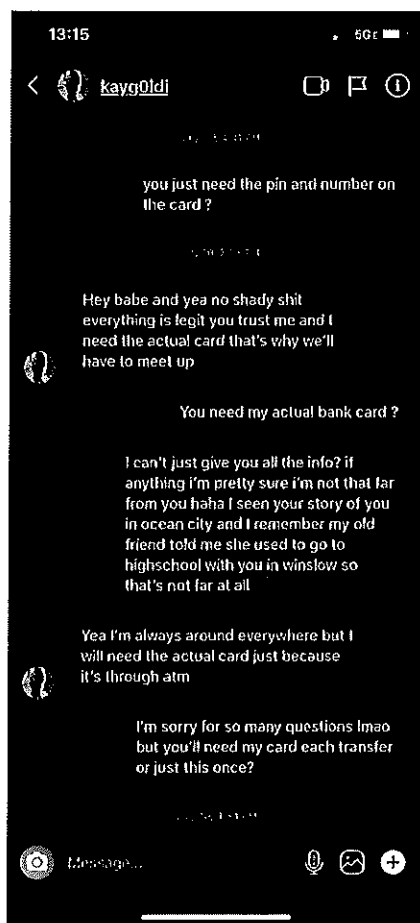 13:15
5G
kayg0ldi
you just need the pin and number on
the card ?
Hey babe and yea no shady shit
everything is legit you trust me and I
need the actual card that's why we'll
have to meet up
You need my actual bank card ?
I can't just give you all the info? if
anything i'm pretty sure i'm not that far
from you haha I seen your story of you
in ocean city and I remember my old
friend told me she used to go to
highschool with you in winslow so
that's not far at all
Yea I'm always around everywhere but I
will need the actual card just because
it's through atm
I'm sorry for so many questions lmao
but you'll need my card each transfer
or just this once?
Message...